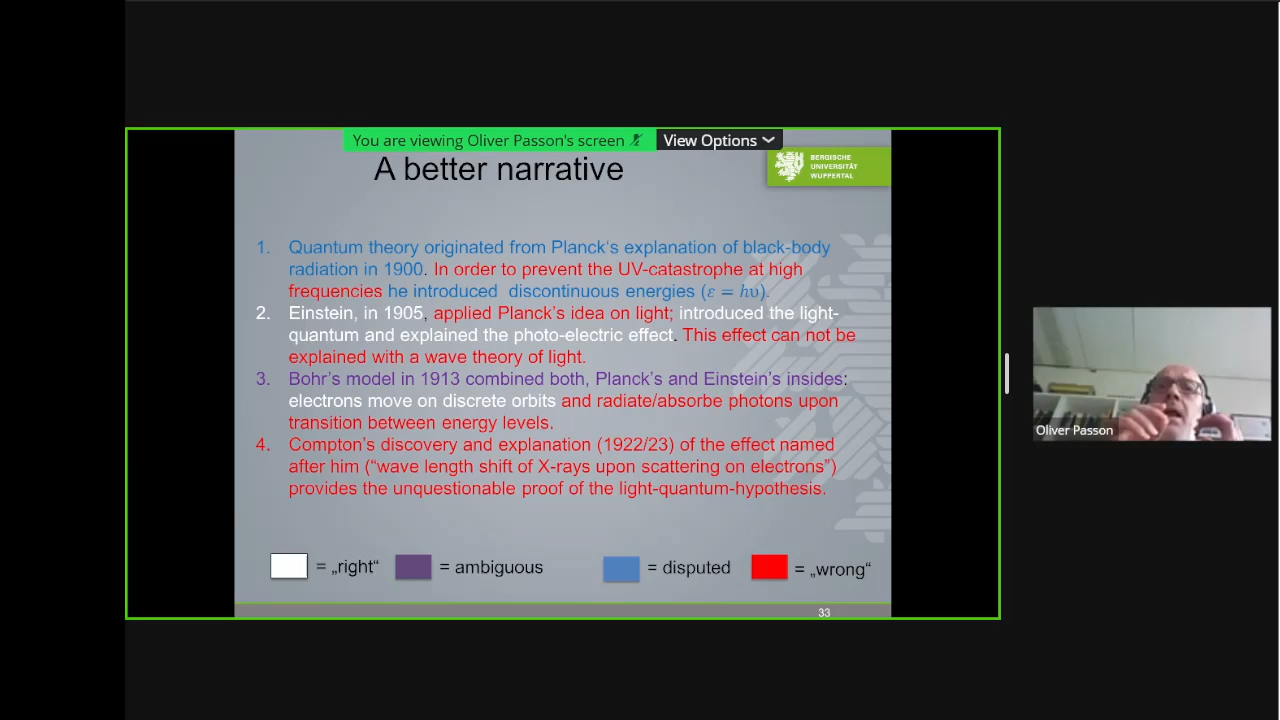 You are viewing Oliver Passon's screen
View Options
A better narrative
BERGISCHE
UNIVERSITÄT
WUPPERTAL
1. Quantum theory originated from Planck's explanation of black-body
radiation in 1900. In order to prevent the UV-catastrophe at high
frequencies he introduced discontinuous energies (ε = hυ).
2. Einstein, in 1905, applied Planck's idea on light; introduced the light-
quantum and explained the photo-electric effect. This effect can not be
explained with a wave theory of light.
3. Bohr's model in 1913 combined both, Planck's and Einstein's insides:
electrons move on discrete orbits and radiate/absorbe photons upon
transition between energy levels.
4. Compton's discovery and explanation (1922/23) of the effect named
after him ("wave length shift of X-rays upon scattering on electrons")
provides the unquestionable proof of the light-quantum-hypothesis.
= „right“
= ambiguous
= disputed
= „wrong“
33
Oliver Passon